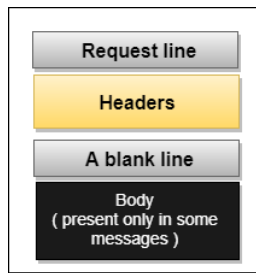 Request line
Headers
A blank line
Body
( present only in some
messages )